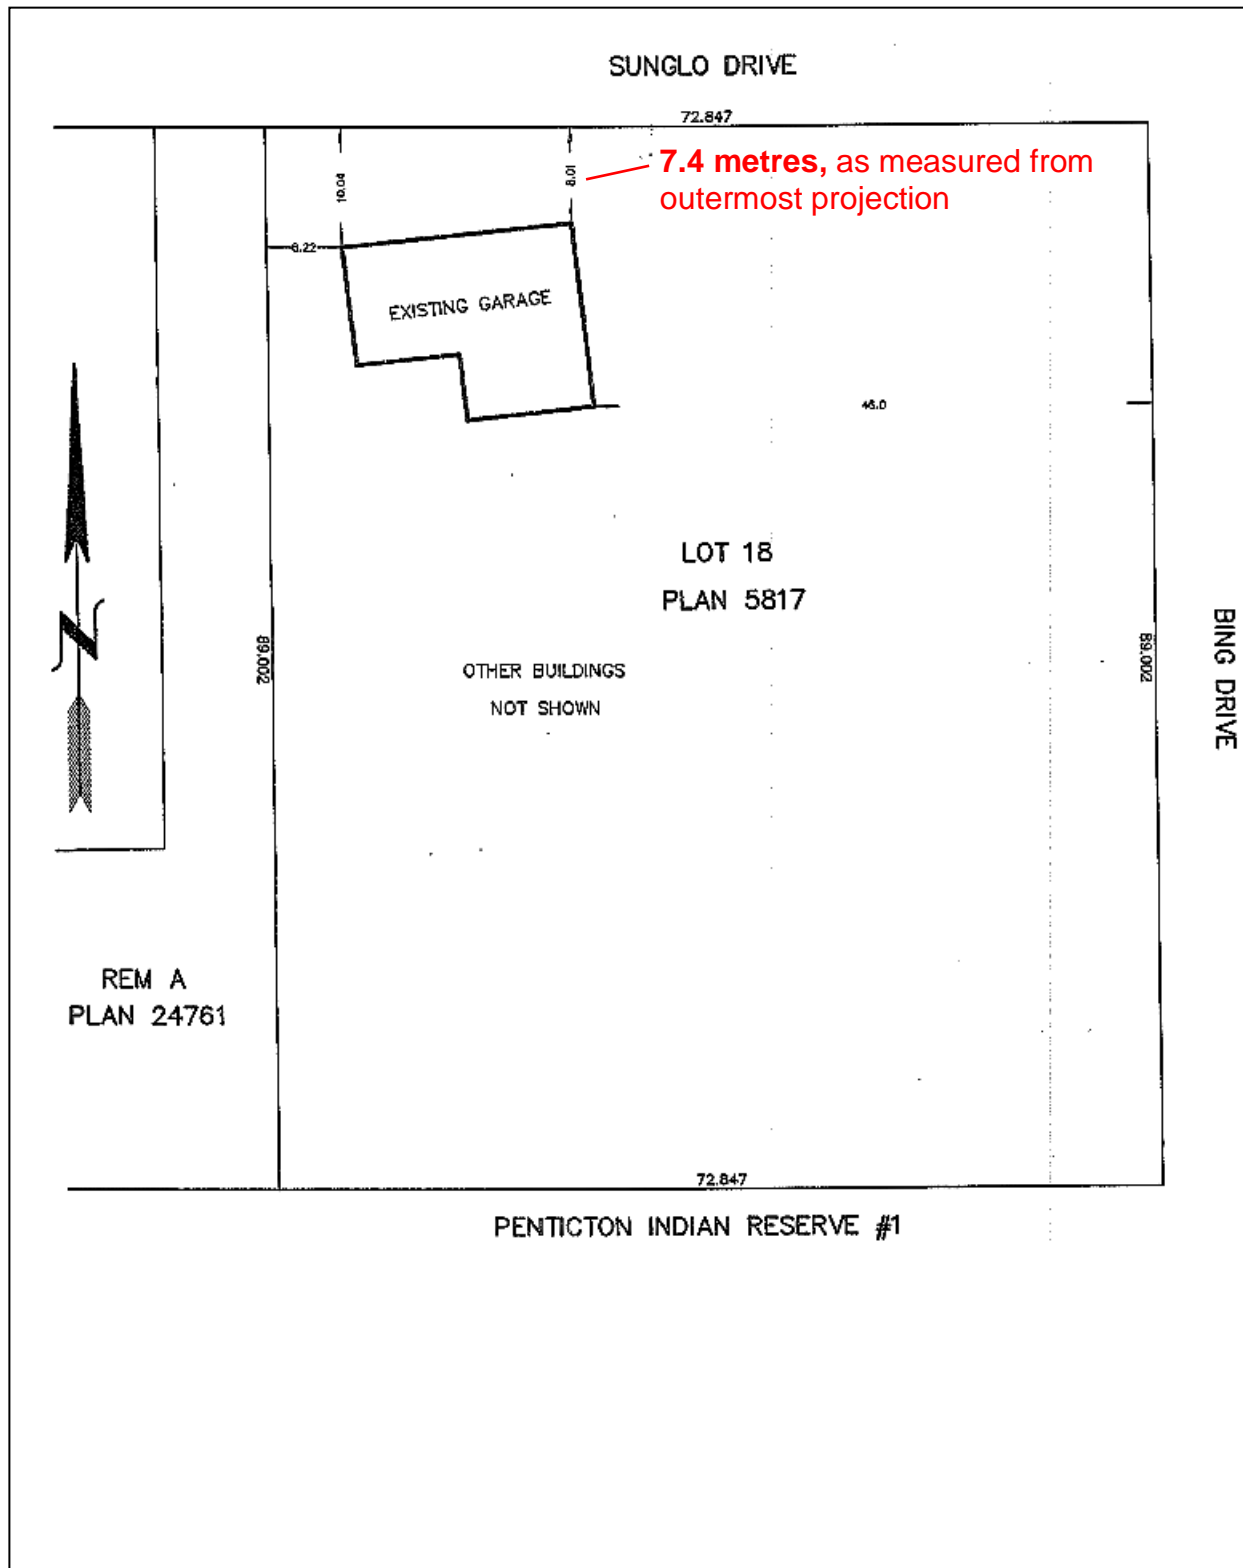 SUNGLO DRIVE
72.847
10.04
8.01
7.4 metres, as measured from
outermost projection
6.22
EXISTING GARAGE
46.0
LOT 18
PLAN 5817
N
89.002
89.002
BING DRIVE
OTHER BUILDINGS
NOT SHOWN
REM A
PLAN 24761
72.847
PENTICTON INDIAN RESERVE #1